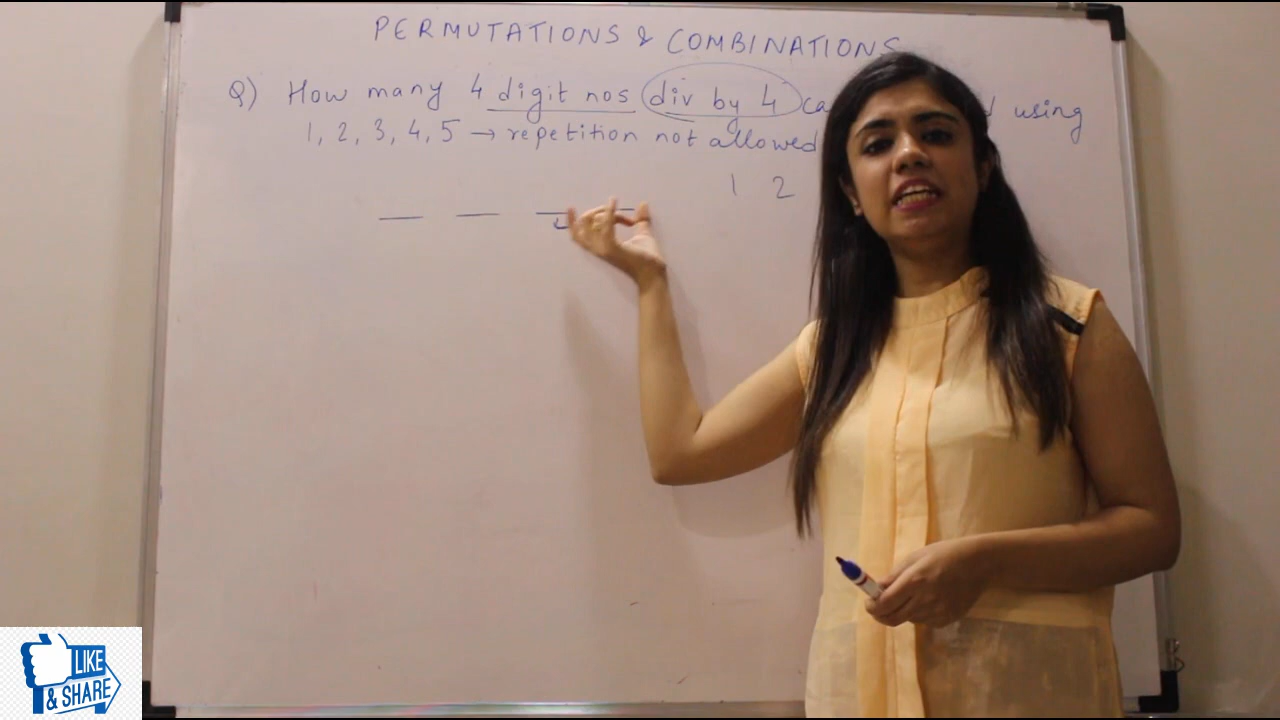 PERMUTATIONS & COMBINATIONS
Q) How many 4 digit nos div by 4 using
1, 2, 3, 4, 5 → repetition not allowed
1 2
LIKE
& SHARE